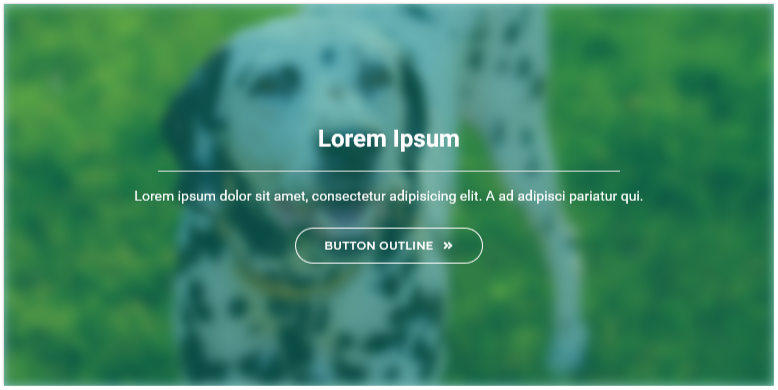 Lorem Ipsum
Lorem ipsum dolor sit amet, consectetur adipisicing elit. A ad adipisci pariatur qui.
BUTTON OUTLINE »